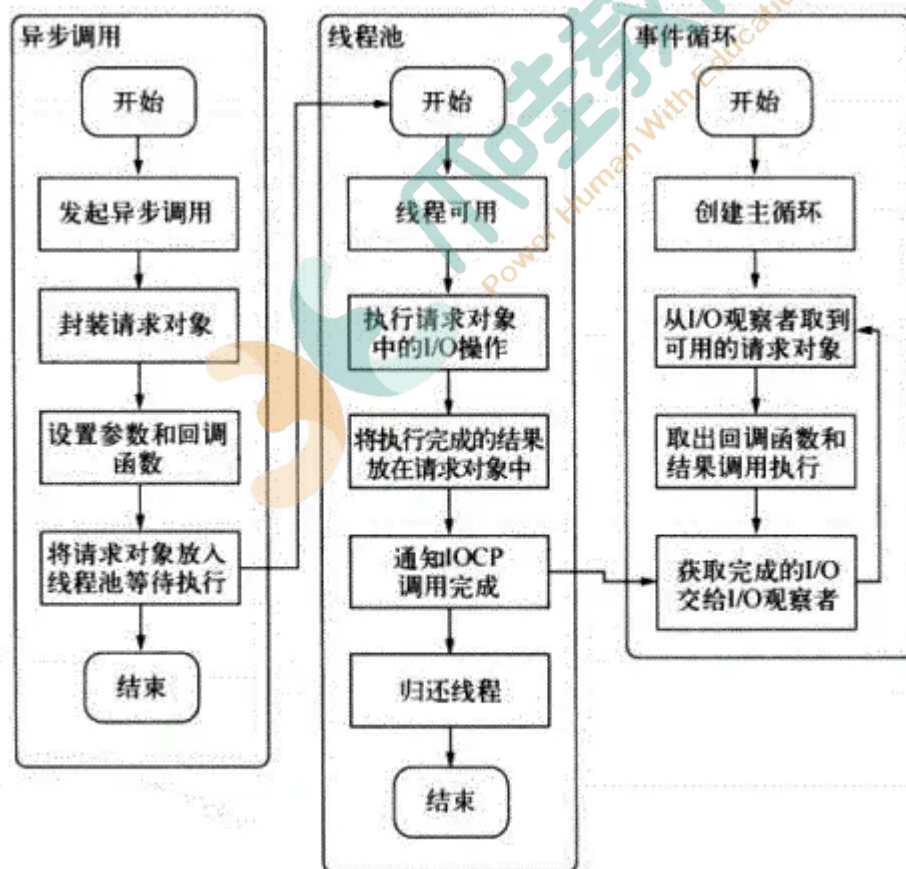 异步调用
开始
发起异步调用
封装请求对象
设置参数和回调
函数
将请求对象放入
线程池等待执行
结束
线程池
开始
线程可用
执行请求对象
中的I/O操作
将执行完成的结果
放在请求对象中
通知IOCP
调用完成
归还线程
结束
事件循环
开始
创建主循环
从I/O观察者取到
可用的请求对象
取出回调函数和
结果调用执行
获取完成的I/O
交给I/O观察者
爪哇教
Power Human With Education